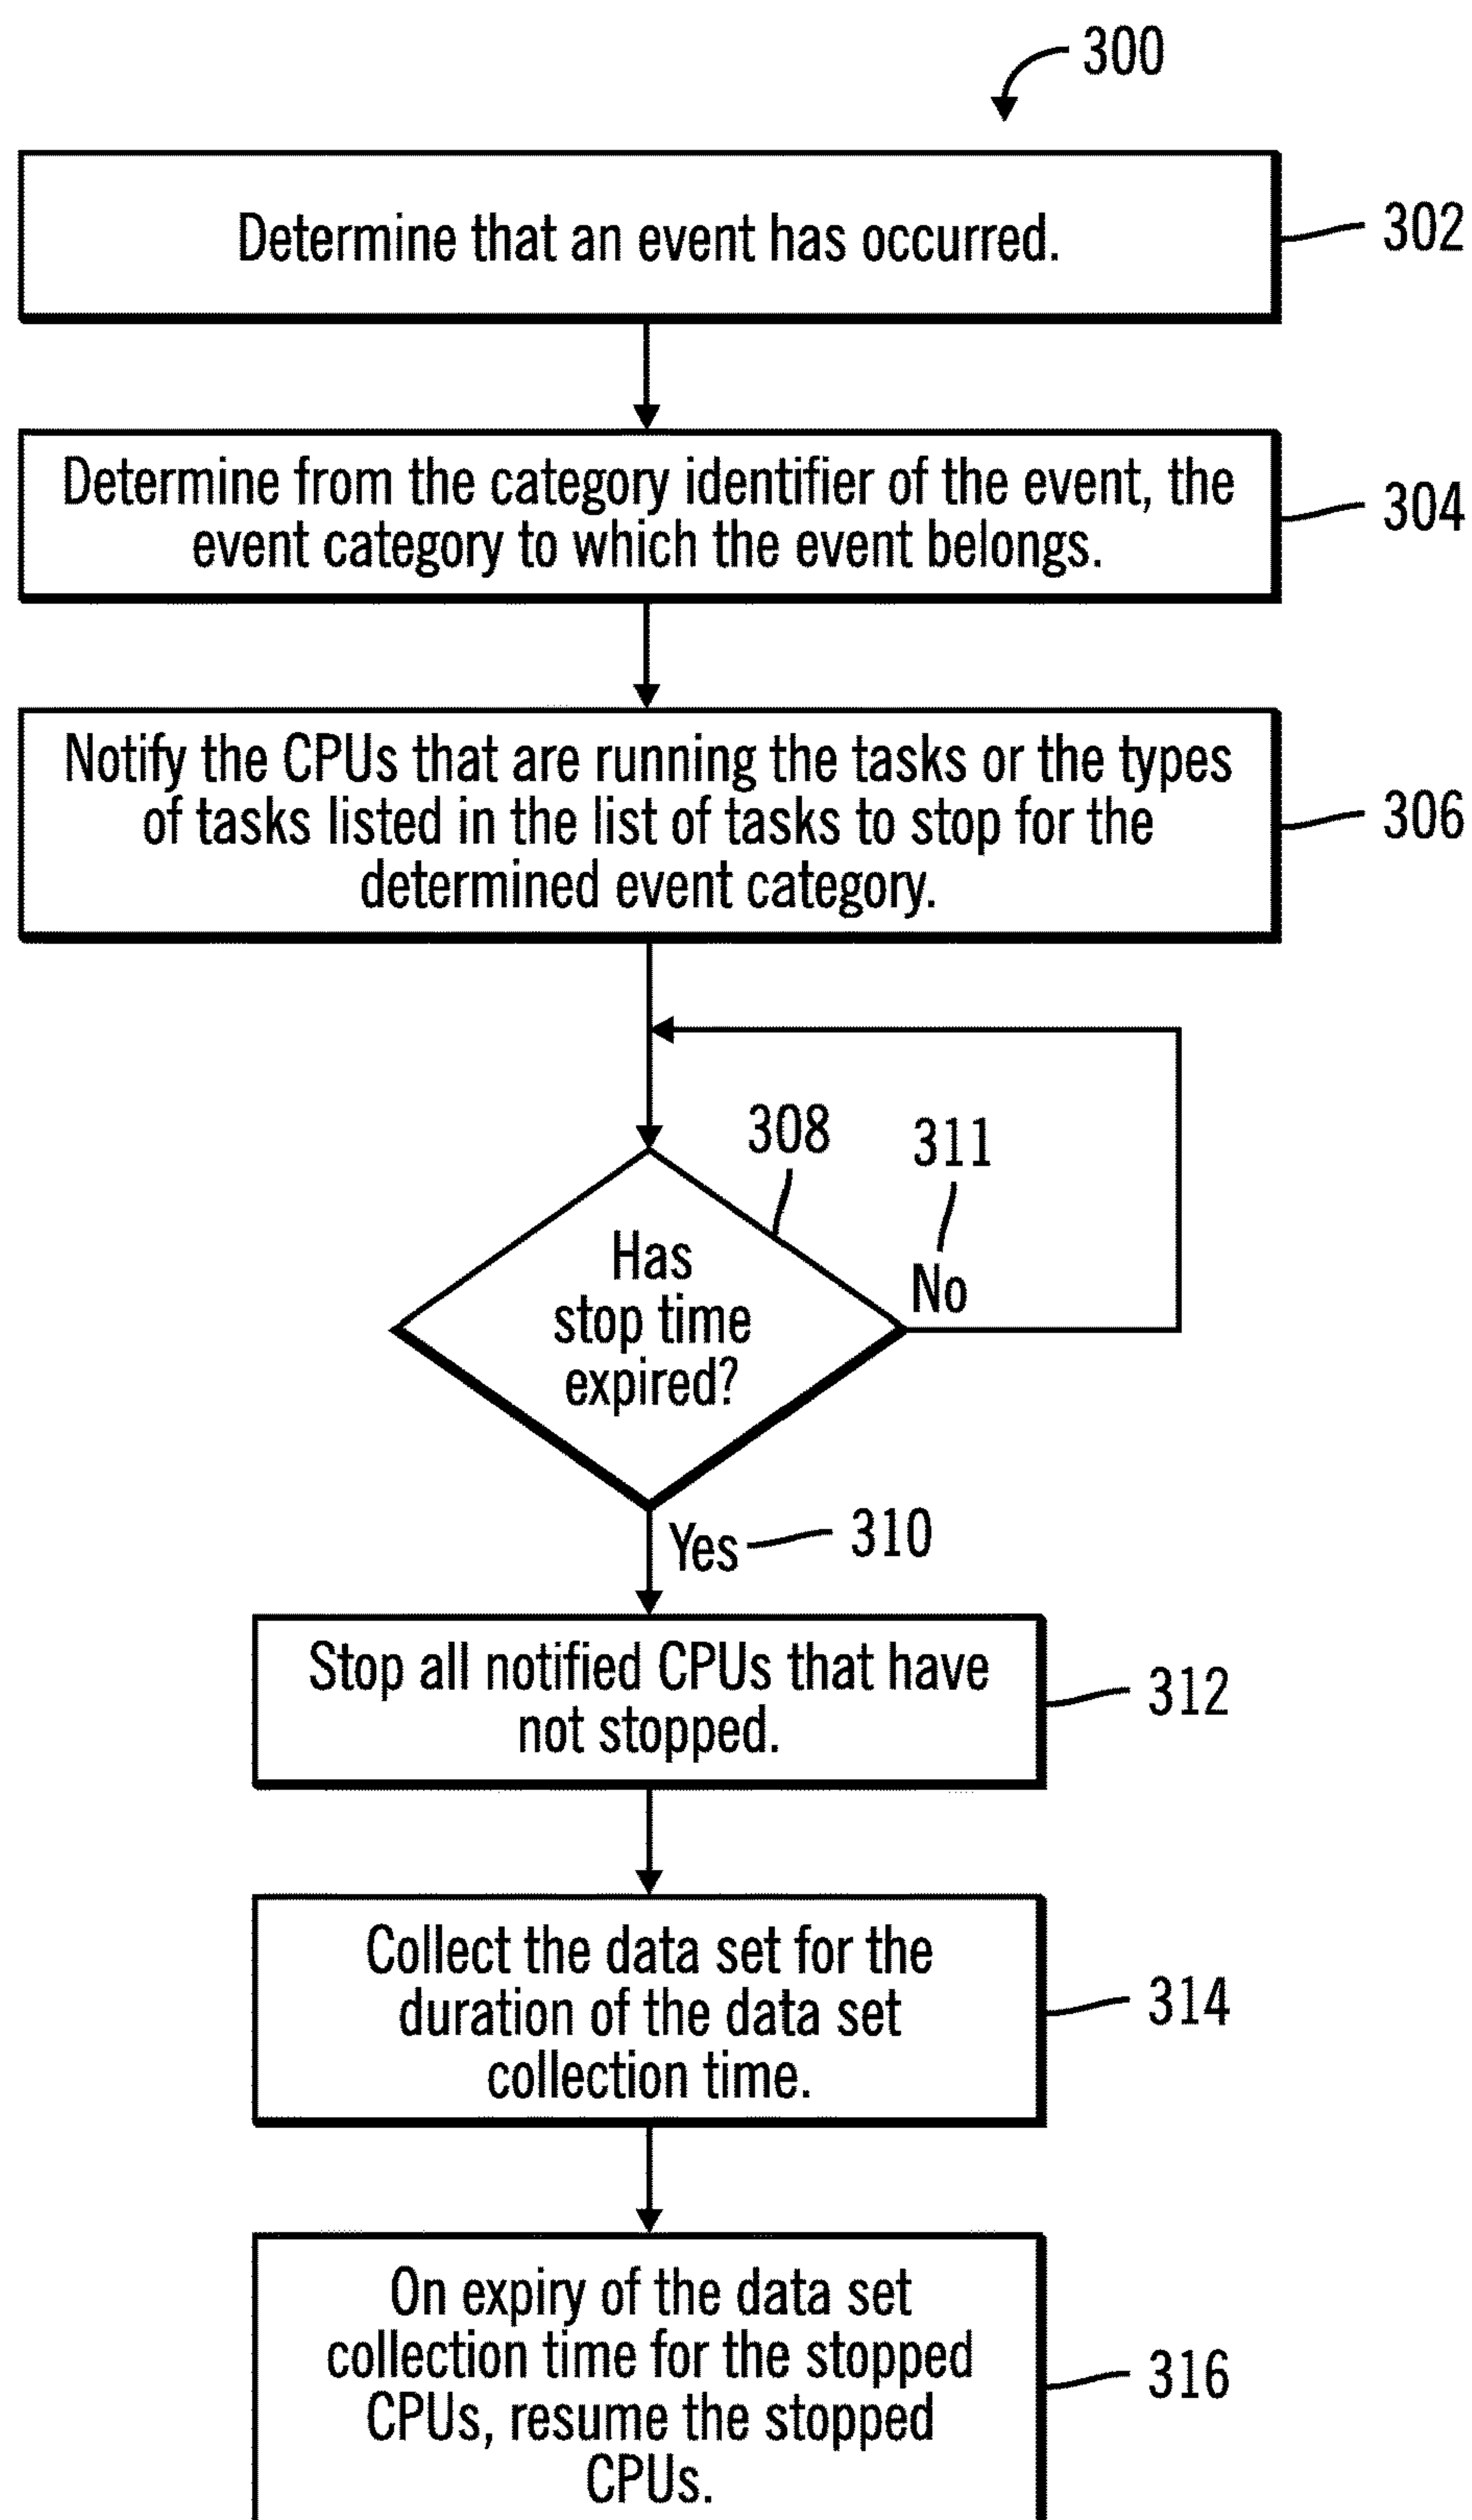 300
Determine that an event has occurred.
302
Determine from the category identifier of the event, the
event category to which the event belongs.
304
Notify the CPUs that are running the tasks or the types
of tasks listed in the list of tasks to stop for the
determined event category.
306
308
311
Has
stop time
expired?
No
Yes
310
Stop all notified CPUs that have
not stopped.
312
Collect the data set for the
duration of the data set
collection time.
314
On expiry of the data set
collection time for the stopped
CPUs, resume the stopped
CPUs.
316